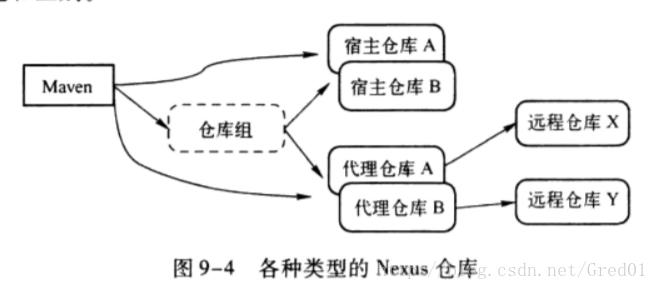 宿主仓库 A
宿主仓库 B
Maven
仓库组
远程仓库 X
代理仓库 A
代理仓库 B
远程仓库 Y
图 9-4 各种类型的 Nexus 仓库
g.csdn.net/Gred01